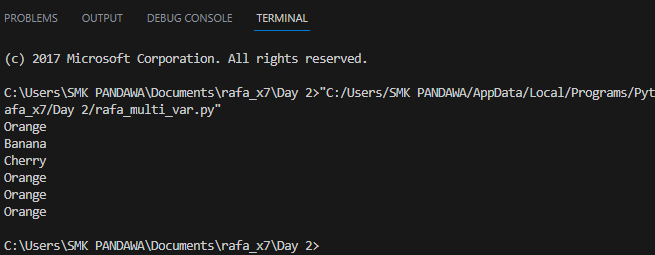 PROBLEMS OUTPUT DEBUG CONSOLE TERMINAL
(c) 2017 Microsoft Corporation. All rights reserved.
C:\Users\SMK PANDAWA\Documents\rafa_x7\Day 2>"C:/Users/SMK PANDAWA/AppData/Local/Programs/Pyt
afa_x7/Day 2/rafa_multi_var.py"
Orange
Banana
Cherry
Orange
Orange
Orange
C:\Users\SMK PANDAWA\Documents\rafa_x7\Day 2>